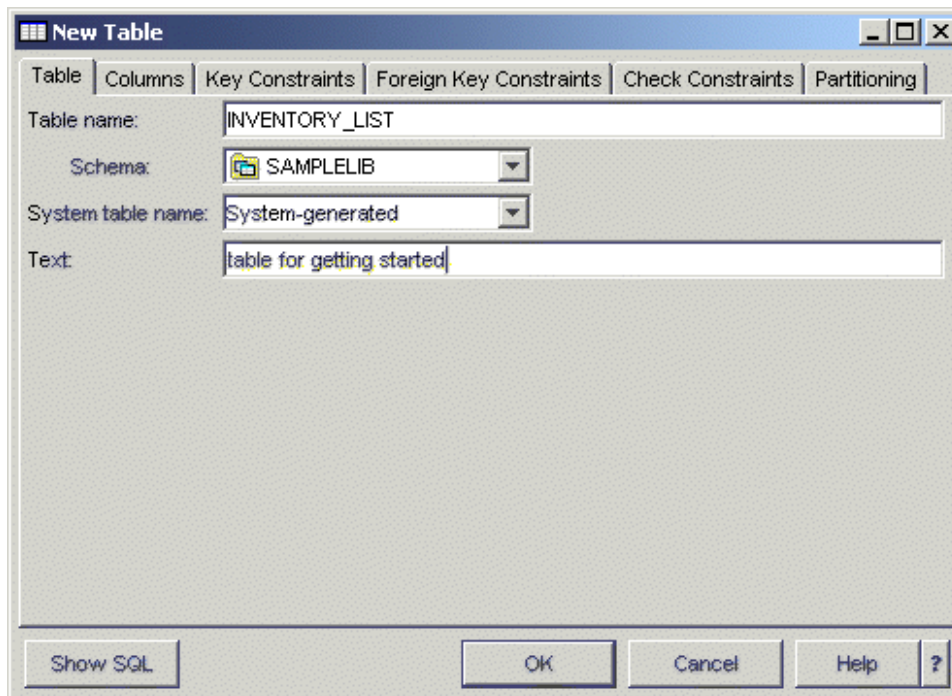 New Table
Table Columns Key Constraints Foreign Key Constraints Check Constraints Partitioning
Table name: INVENTORY_LIST
Schema: SAMPLELIB
System table name: System-generated
Text: table for getting started
Show SQL OK Cancel Help ?